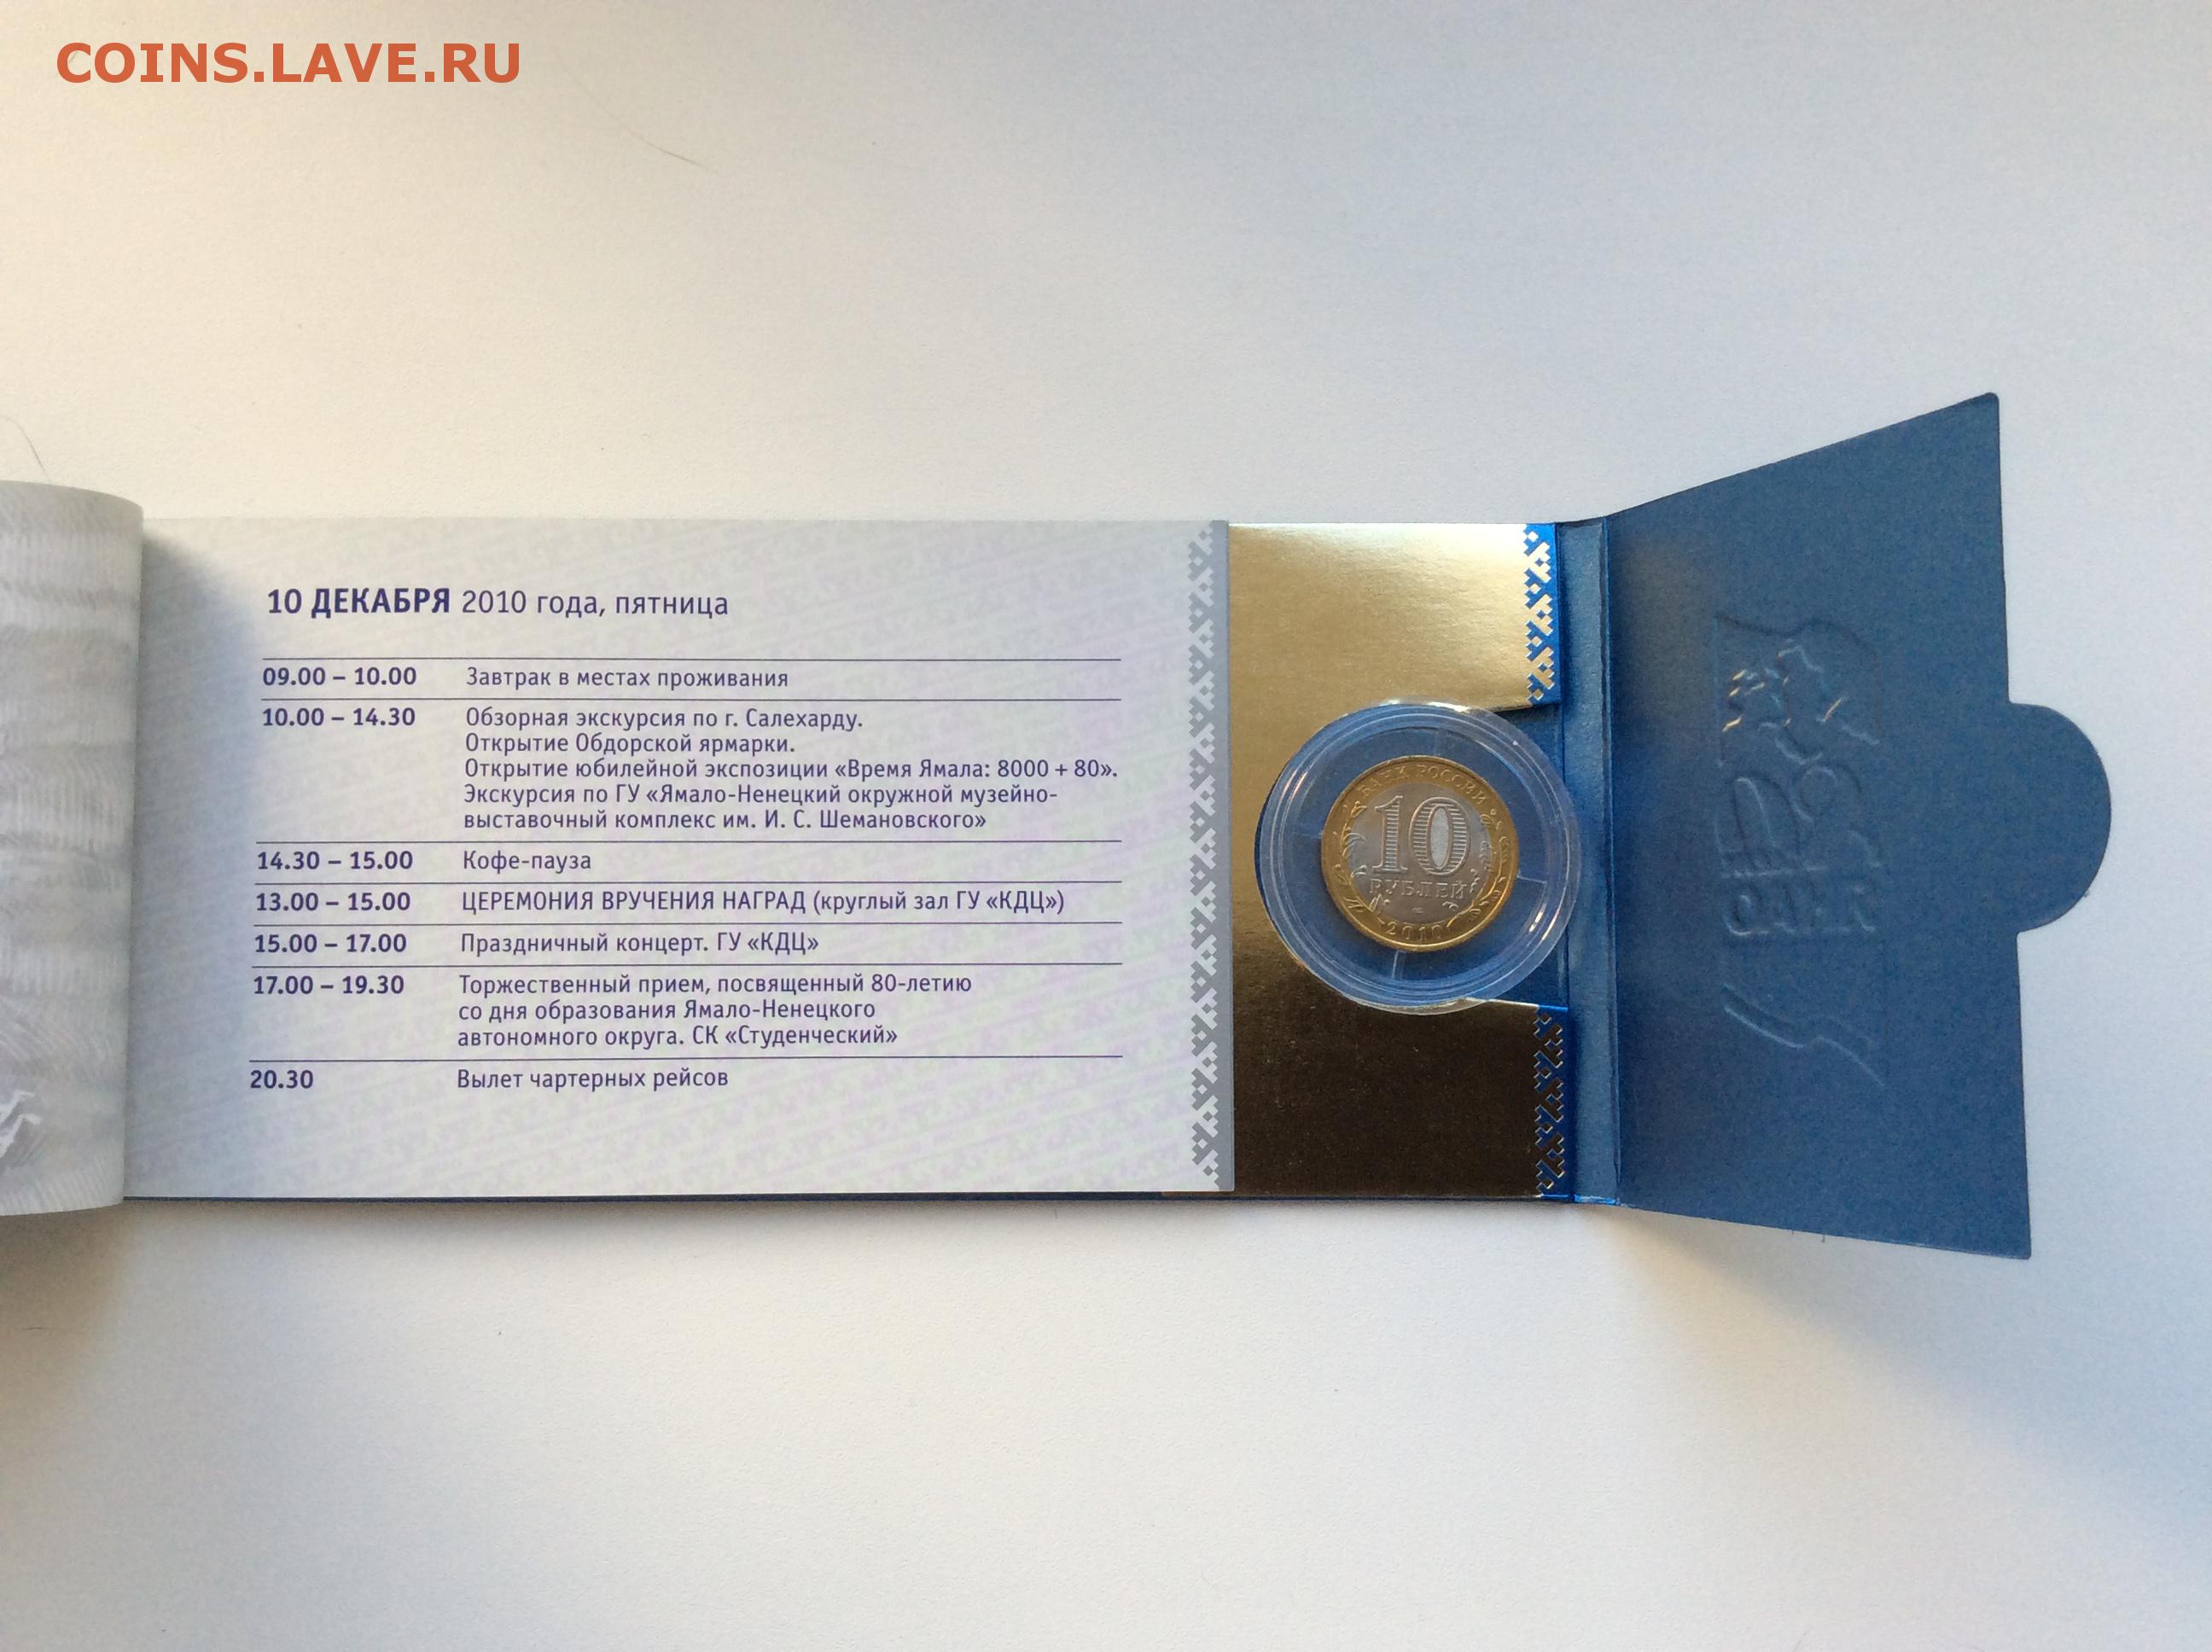 COINS.LAVE.RU
10 ДЕКАБРЯ 2010 года, пятница
09.00 – 10.00 Завтрак в местах проживания
10.00 – 14.30 Обзорная экскурсия по г. Салехарду.
Открытие Обдорской ярмарки.
Открытие юбилейной экспозиции «Время Ямала: 8000 + 80».
Экскурсия по ГУ «Ямало-Ненецкий окружной музейно-
выставочный комплекс им. И. С. Шемановского»
14.30 – 15.00 Кофе-пауза
13.00 – 15.00 ЦЕРЕМОНИЯ ВРУЧЕНИЯ НАГРАД (круглый зал ГУ «КДЦ»)
15.00 – 17.00 Праздничный концерт. ГУ «КДЦ»
17.00 – 19.30 Торжественный прием, посвященный 80-летию
со дня образования Ямало-Ненецкого
автономного округа. СК «Студенческий»
20.30 Вылет чартерных рейсов
БАНК РОССИИ
10
РУБЛЕЙ
2010